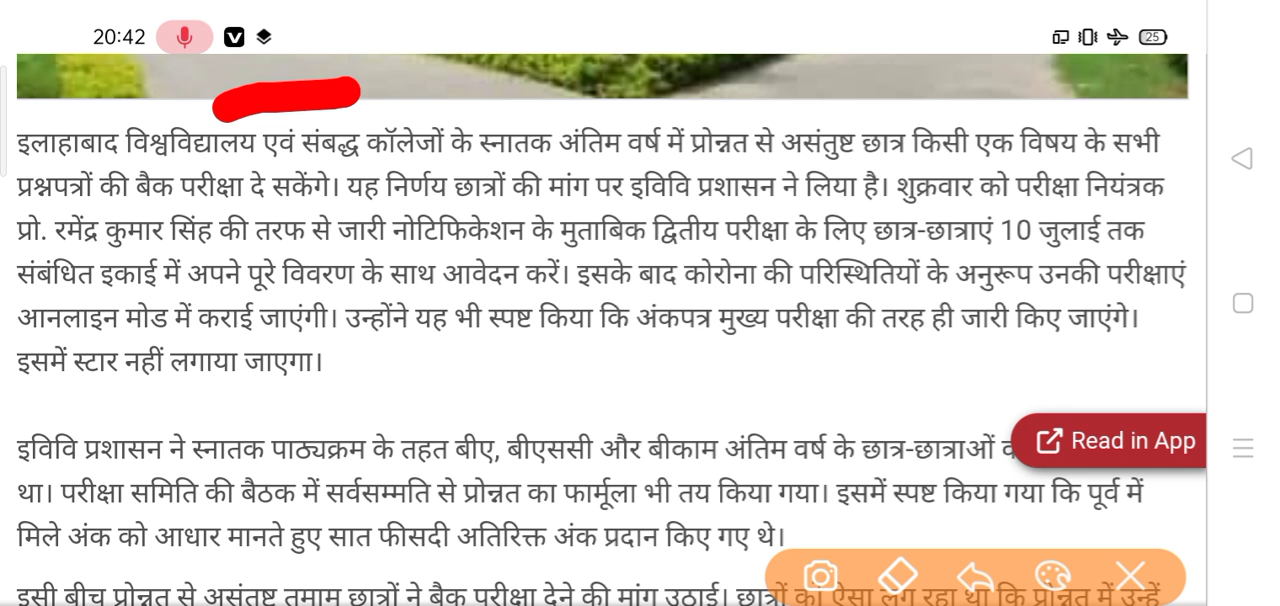 20:42
25
इलाहाबाद विश्वविद्यालय एवं संबद्ध कॉलेजों के स्नातक अंतिम वर्ष में प्रोन्नत से असंतुष्ट छात्र किसी एक विषय के सभी
प्रश्नपत्रों की बैक परीक्षा दे सकेंगे। यह निर्णय छात्रों की मांग पर इविवि प्रशासन ने लिया है। शुक्रवार को परीक्षा नियंत्रक
प्रो. रमेंद्र कुमार सिंह की तरफ से जारी नोटिफिकेशन के मुताबिक द्वितीय परीक्षा के लिए छात्र-छात्राएं 10 जुलाई तक
संबंधित इकाई में अपने पूरे विवरण के साथ आवेदन करें। इसके बाद कोरोना की परिस्थितियों के अनुरूप उनकी परीक्षाएं
आनलाइन मोड में कराई जाएंगी। उन्होंने यह भी स्पष्ट किया कि अंकपत्र मुख्य परीक्षा की तरह ही जारी किए जाएंगे।
इसमें स्टार नहीं लगाया जाएगा।
इविवि प्रशासन ने स्नातक पाठ्यक्रम के तहत बीए, बीएससी और बीकाम अंतिम वर्ष के छात्र-छात्राओं
Read in App
था। परीक्षा समिति की बैठक में सर्वसम्मति से प्रोन्नत का फार्मूला भी तय किया गया। इसमें स्पष्ट किया गया कि पूर्व में
मिले अंक को आधार मानते हुए सात फीसदी अतिरिक्त अंक प्रदान किए गए थे।
इसी बीच प्रोन्नत से असंतुष्ट तमाम छात्रों ने बैक परीक्षा देने की मांग उठाई। छात्रों को ऐसा लग रहा था कि प्रोन्नत में उन्हें